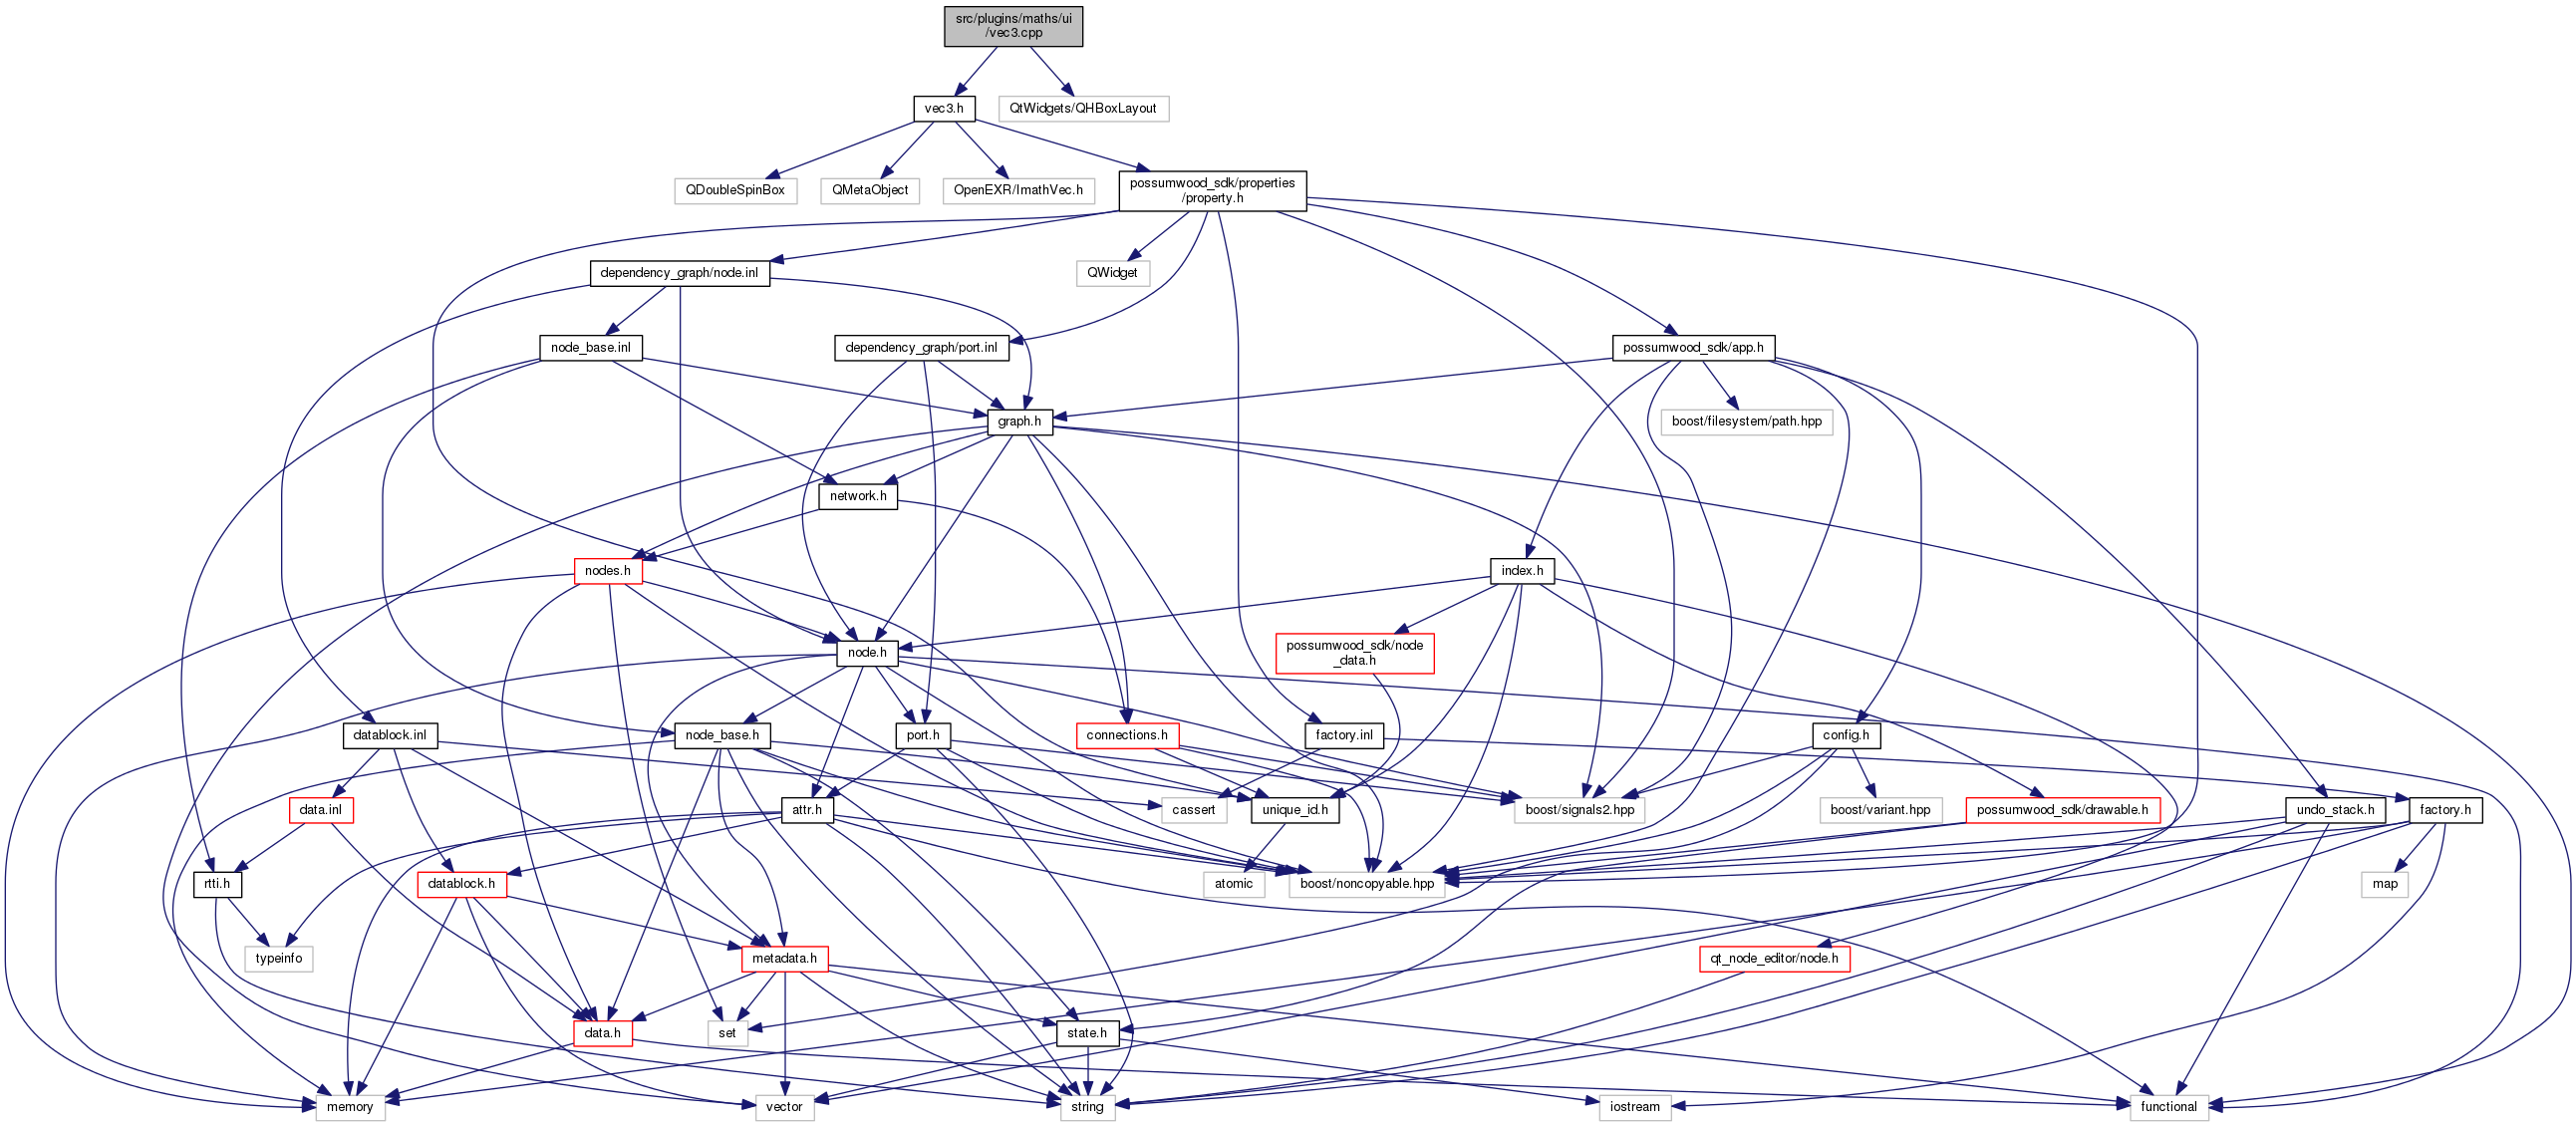 src/plugins/maths/ui
/vec3.cpp
vec3.h
QtWidgets/QHBoxLayout
QDoubleSpinBox
QMetaObject
OpenEXR/ImathVec.h
possumwood_sdk/properties
/property.h
dependency_graph/node.inl
QWidget
node_base.inl
dependency_graph/port.inl
possumwood_sdk/app.h
graph.h
boost/filesystem/path.hpp
network.h
nodes.h
index.h
node.h
possumwood_sdk/node
_data.h
datablock.inl
node_base.h
port.h
connections.h
factory.inl
config.h
data.inl
attr.h
cassert
unique_id.h
boost/signals2.hpp
boost/variant.hpp
possumwood_sdk/drawable.h
undo_stack.h
factory.h
rtti.h
datablock.h
atomic
boost/noncopyable.hpp
map
typeinfo
metadata.h
qt_node_editor/node.h
data.h
set
state.h
memory
vector
string
iostream
functional